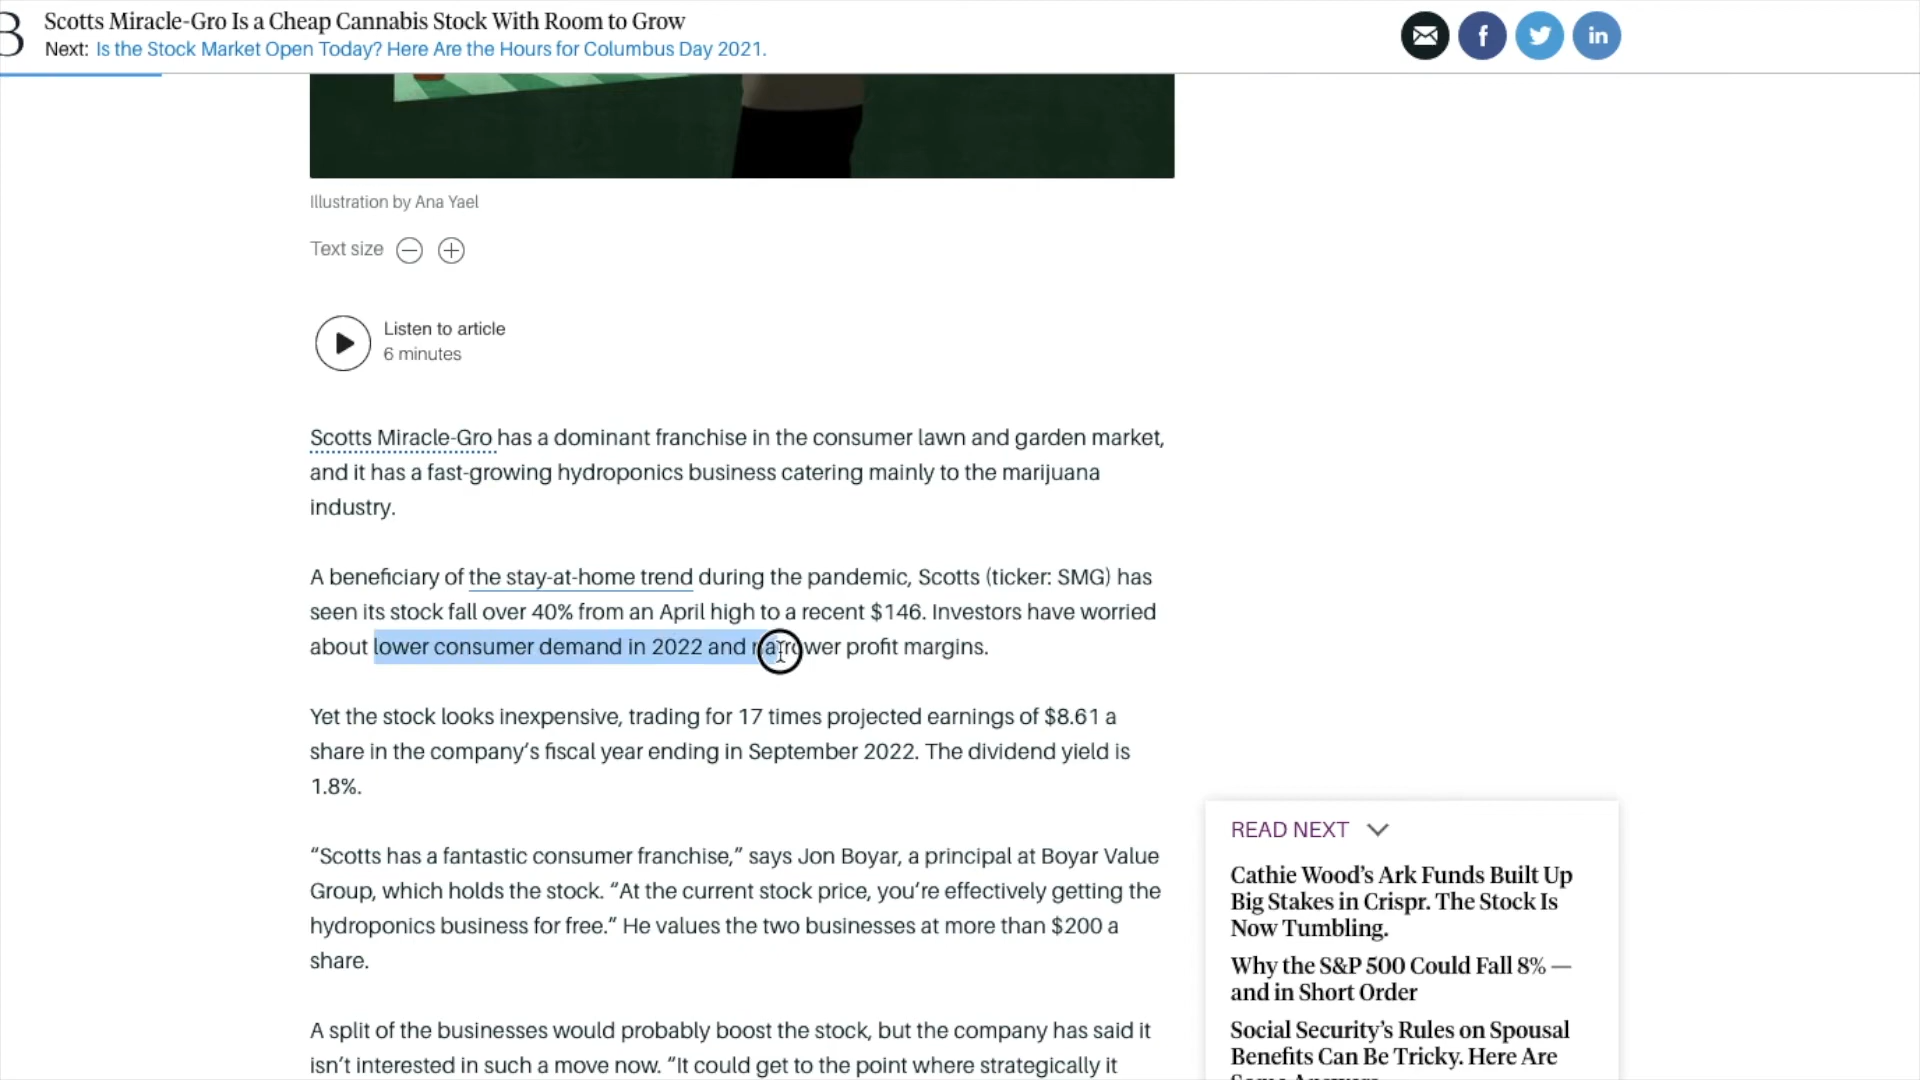 B
Scotts Miracle-Gro Is a Cheap Cannabis Stock With Room to Grow
Next: Is the Stock Market Open Today? Here Are the Hours for Columbus Day 2021.
f
in
Illustration by Ana Yael
Text size
Listen to article
6 minutes
Scotts Miracle-Gro has a dominant franchise in the consumer lawn and garden market,
and it has a fast-growing hydroponics business catering mainly to the marijuana
industry.
A beneficiary of the stay-at-home trend during the pandemic, Scotts (ticker: SMG) has
seen its stock fall over 40% from an April high to a recent $146. Investors have worried
about lower consumer demand in 2022 and narrower profit margins.
Yet the stock looks inexpensive, trading for 17 times projected earnings of $8.61 a
share in the company’s fiscal year ending in September 2022. The dividend yield is
1.8%.
“Scotts has a fantastic consumer franchise,” says Jon Boyar, a principal at Boyar Value
Group, which holds the stock. “At the current stock price, you’re effectively getting the
hydroponics business for free.” He values the two businesses at more than $200 a
share.
A split of the businesses would probably boost the stock, but the company has said it
isn’t interested in such a move now. “It could get to the point where strategically it
READ NEXT
Cathie Wood’s Ark Funds Built Up
Big Stakes in Crispr. The Stock Is
Now Tumbling.
Why the S&P 500 Could Fall 8% —
and in Short Order
Social Security’s Rules on Spousal
Benefits Can Be Tricky. Here Are